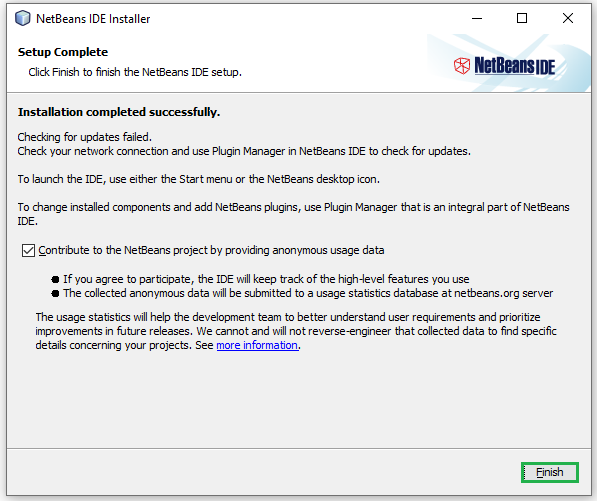 NetBeans IDE Installer
Setup Complete
Click Finish to finish the NetBeans IDE setup.
NetBeans IDE
Installation completed successfully.
Checking for updates failed.
Check your network connection and use Plugin Manager in NetBeans IDE to check for updates.
To launch the IDE, use either the Start menu or the NetBeans desktop icon.
To change installed components and add NetBeans plugins, use Plugin Manager that is an integral part of NetBeans
IDE.
Contribute to the NetBeans project by providing anonymous usage data
● If you agree to participate, the IDE will keep track of the high-level features you use
● The collected anonymous data will be submitted to a usage statistics database at netbeans.org server
The usage statistics will help the development team to better understand user requirements and prioritize
improvements in future releases. We cannot and will not reverse-engineer that collected data to find specific
details concerning your projects. See more information.
Finish